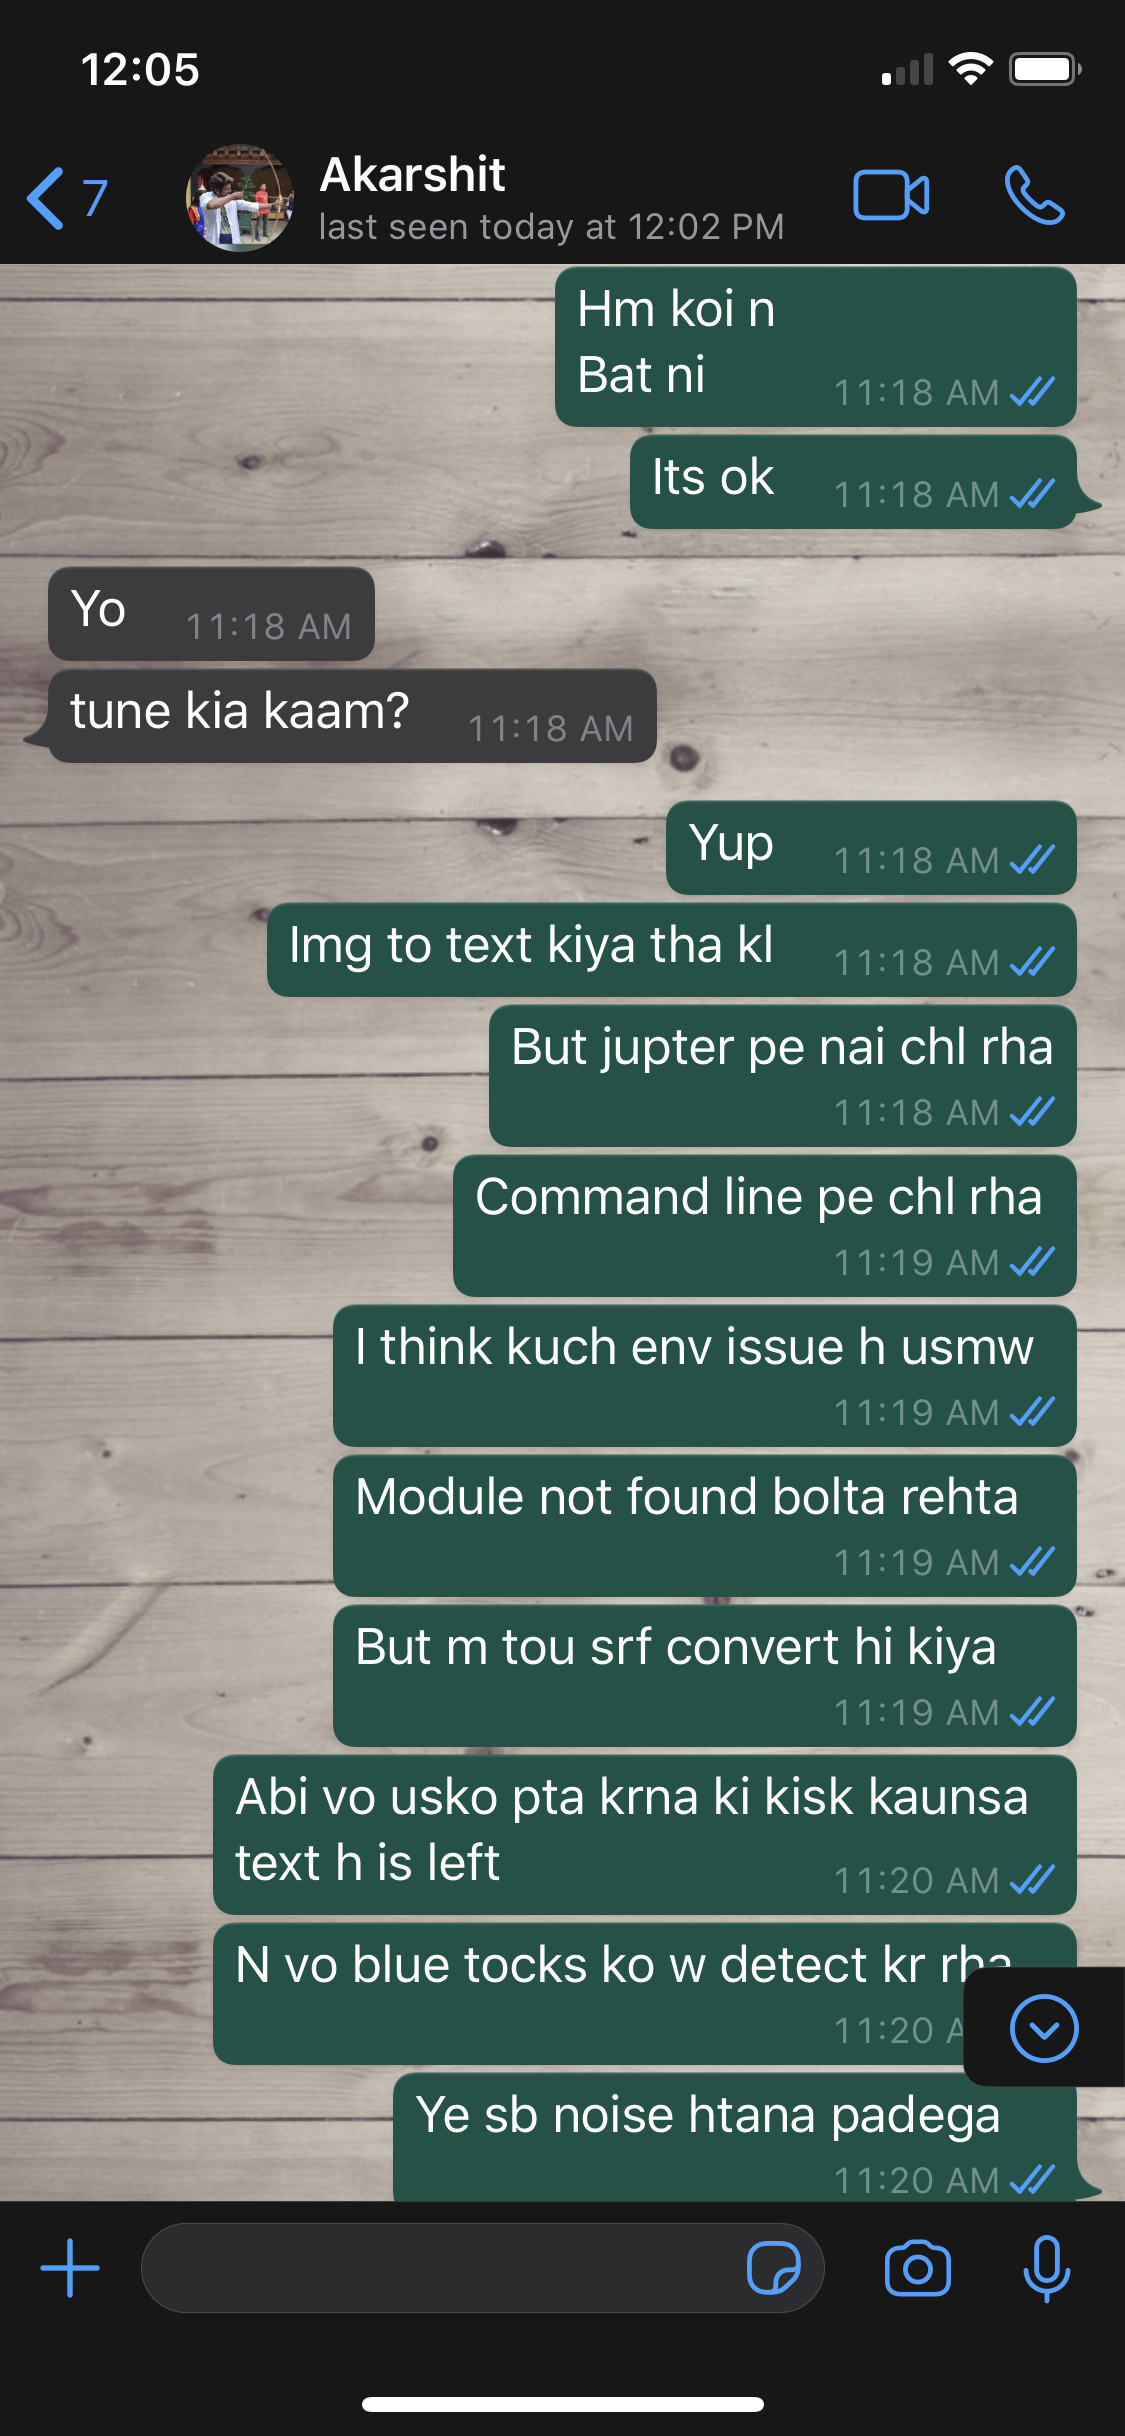 12:05
7
Akarshit
last seen today at 12:02 PM
Hm koi n
Bat ni
11:18 AM
Its ok
11:18 AM
Yo
11:18 AM
tune kia kaam?
11:18 AM
Yup
11:18 AM
Img to text kiya tha kl
11:18 AM
But jupter pe nai chl rha
11:18 AM
Command line pe chl rha
11:19 AM
I think kuch env issue h usmw
11:19 AM
Module not found bolta rehta
11:19 AM
But m tou srf convert hi kiya
11:19 AM
Abi vo usko pta krna ki kisk kaunsa
text h is left
11:20 AM
N vo blue tocks ko w detect kr rha
11:20 A
Ye sb noise htana padega
11:20 AM